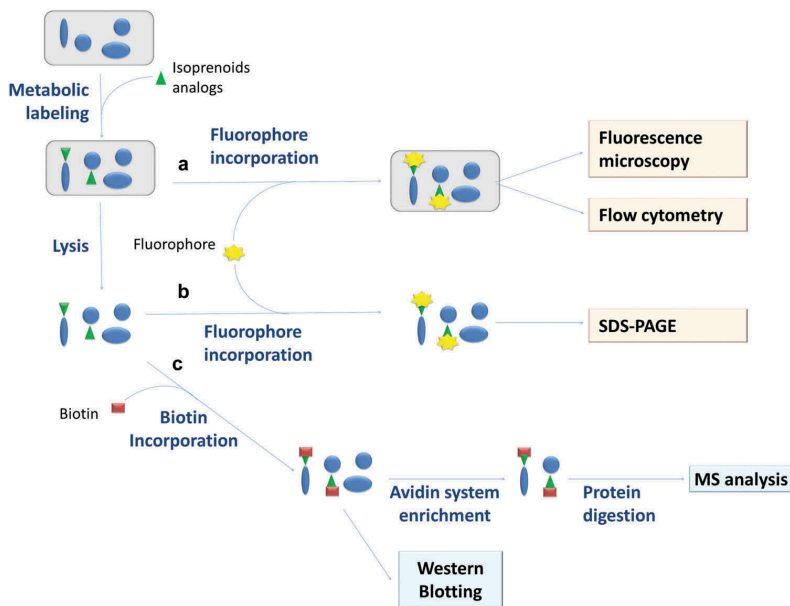 Isoprenoids
analogs
Metabolic
labeling
a
Fluorophore
incorporation
Fluorescence
microscopy
Flow cytometry
Lysis
Fluorophore
b
Fluorophore
incorporation
SDS-PAGE
c
Biotin
Biotin
Incorporation
Avidin system
enrichment
Protein
digestion
MS analysis
Western
Blotting